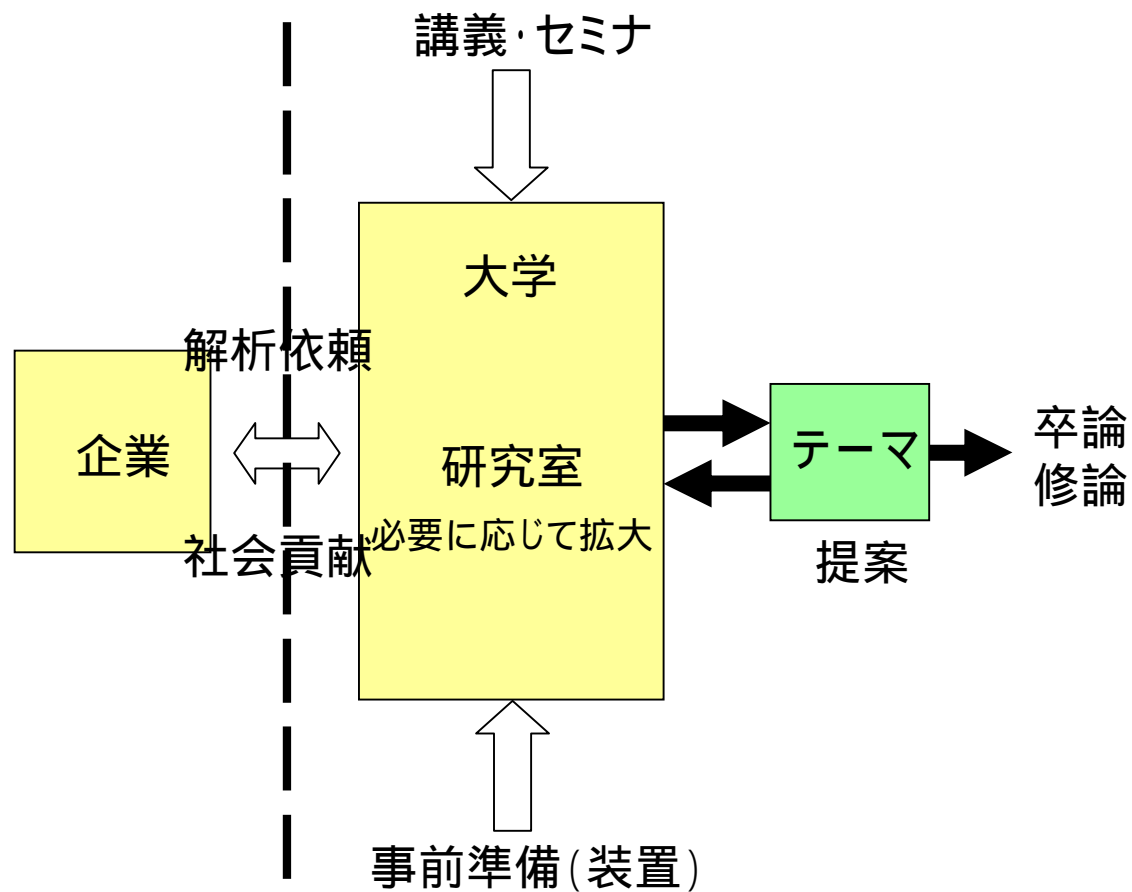 講義・セミナ
大学
解析依頼
企業
研究室
必要に応じて拡大
社会貢献
テーマ
提案
卒論
修論
事前準備(装置)